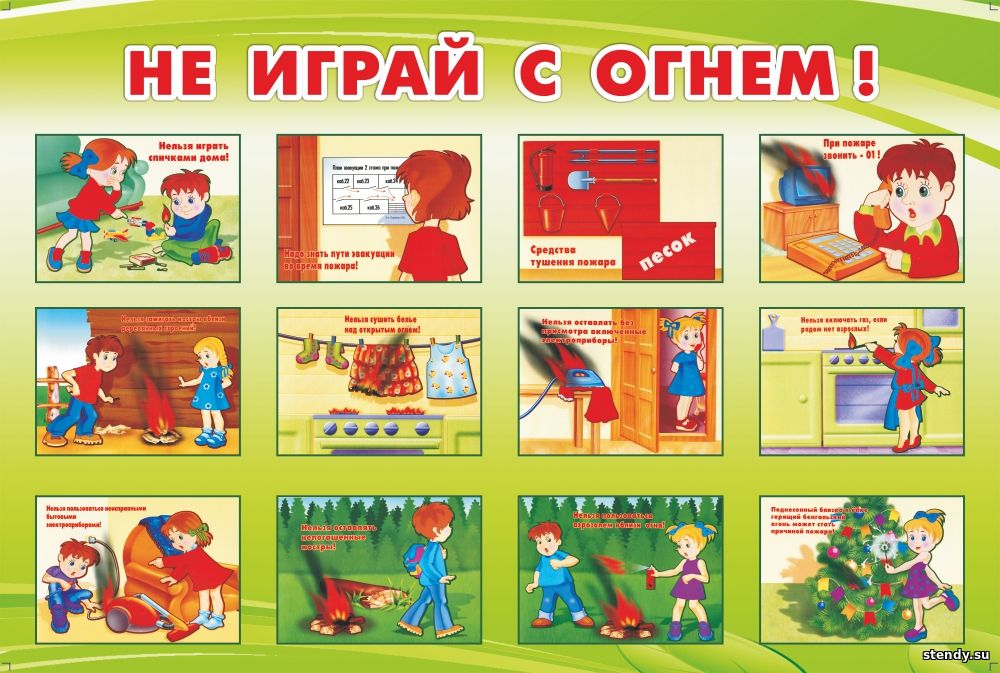 НЕ ИГРАЙ С ОГНЕМ!
Нельзя играть
спичками дома!
План эвакуации 2 этажа при
каб.22 каб.23 каб.24
каб.25 каб.26
Надо знать пути эвакуации
во время пожара!
Средства
тушения пожара
песок
При пожаре
звонить - 01!
Нельзя зажигать костры вблизи
деревянных строений!
Нельзя сушить белье
над открытым огнем!
Нельзя оставлять без
присмотра включенные
электроприборы!
Нельзя включать газ, если
рядом нет взрослых!
Нельзя пользоваться неисправными
бытовыми
электроприборами!
Нельзя оставлять
непогашенные
костры!
Нельзя пользоваться
аэрозолем вблизи огня!
Поднесенный близко к ёлке
горящий бенгальский
огонь может стать
причиной пожара!
stendy.su